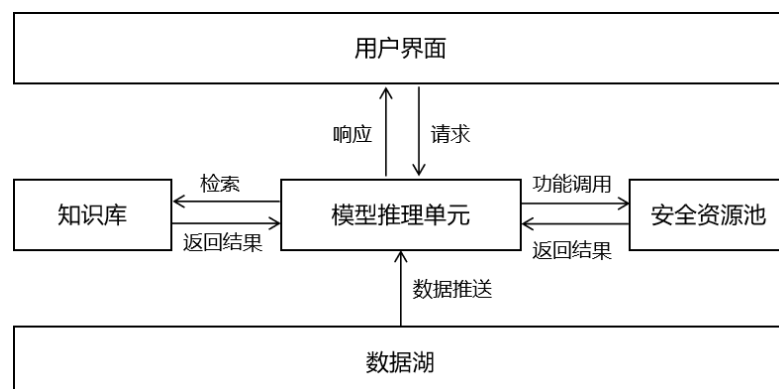 用户界面
响应
请求
检索
功能调用
知识库
模型推理单元
安全资源池
返回结果
返回结果
数据推送
数据湖